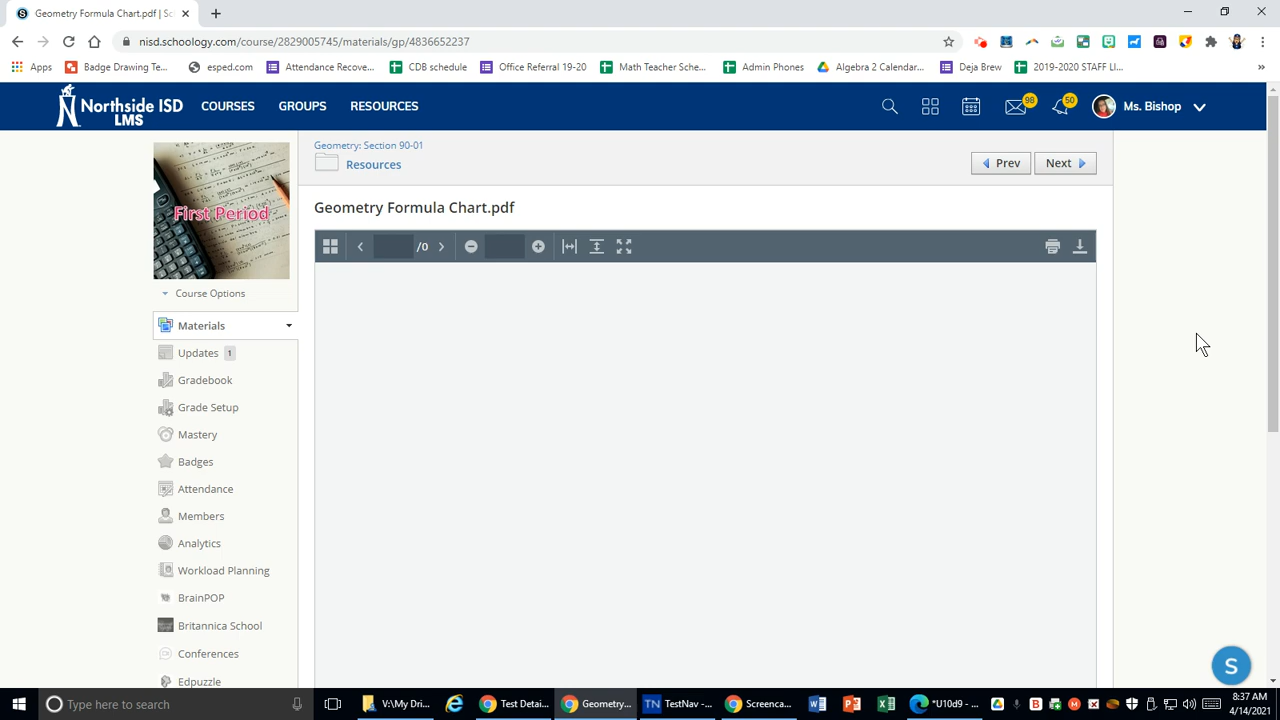 Geometry Formula Chart.pdf | Sc
nisd.schoology.com/course/2829005745/materials/gp/4836652237
Apps
Badge Drawing Te...
esped.com
Attendance Recove...
CDB schedule
Office Referral 19-20
Math Teacher Sche...
Admin Phones
Algebra 2 Calendar...
Deja Brew
2019-2020 STAFF LI...
Northside ISD
LMS
COURSES
GROUPS
RESOURCES
98
50
Ms. Bishop
Geometry: Section 90-01
Resources
Prev
Next
First Period
Geometry Formula Chart.pdf
/0
Course Options
Materials
Updates 1
Gradebook
Grade Setup
Mastery
Badges
Attendance
Members
Analytics
Workload Planning
BrainPOP
Britannica School
Conferences
Edpuzzle
S
Type here to search
V:\My Dri...
Test Detai...
Geometry...
TN
TestNav -...
Screenca...
*U10d9 - ...
8:37 AM
4/14/2021